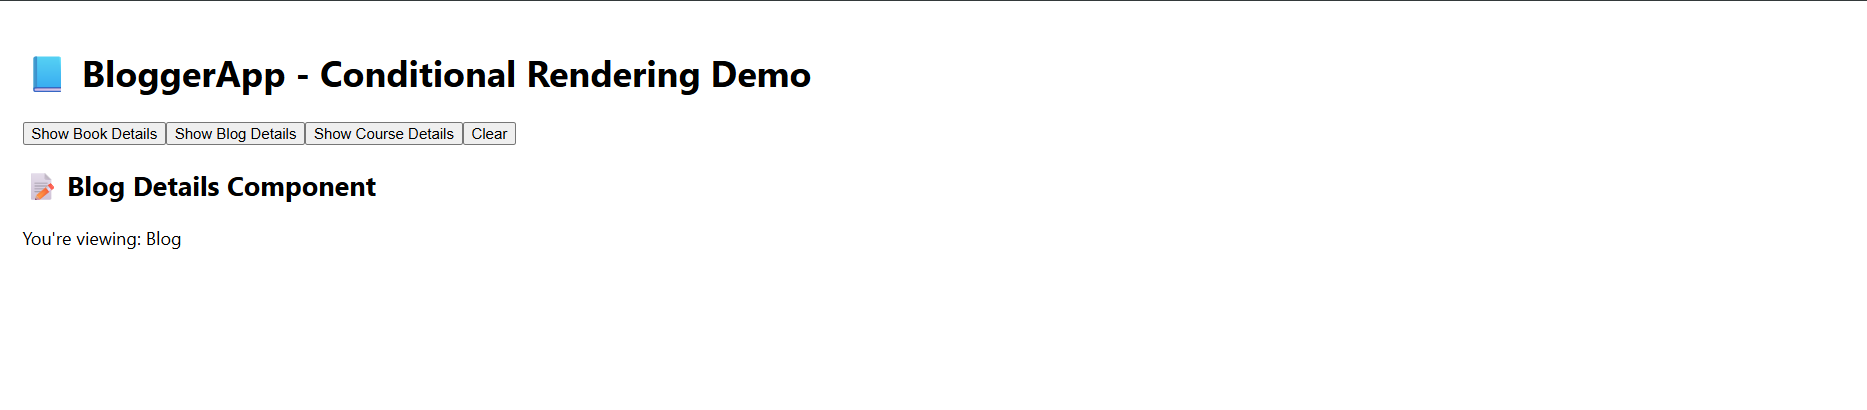 📘 BloggerApp - Conditional Rendering Demo
Show Book Details Show Blog Details Show Course Details Clear
📝 Blog Details Component
You're viewing: Blog